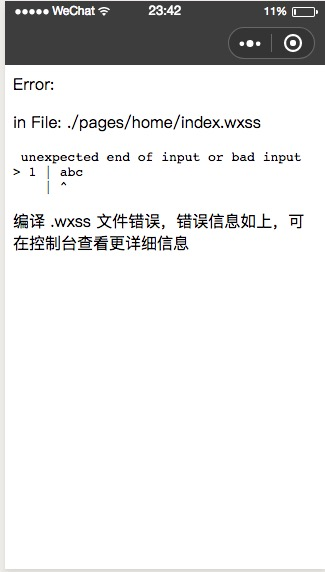 WeChat 23:42 11%
Error:
in File: ./pages/home/index.wxss
unexpected end of input or bad input
> 1 | abc
| ^
编译 .wxss 文件错误，错误信息如上，可
在控制台查看更详细信息